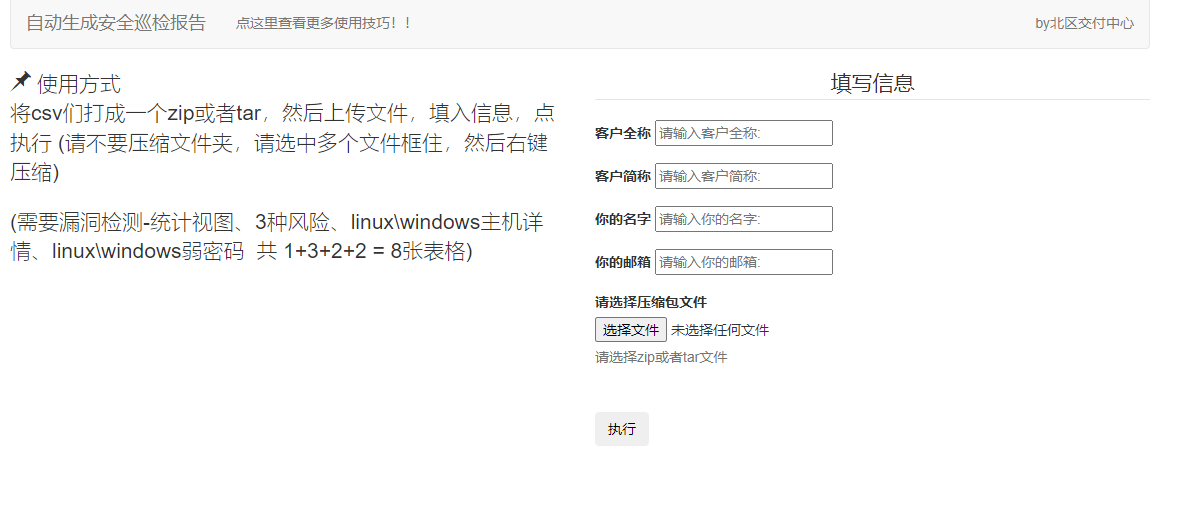 自动生成安全巡检报告 点这里查看更多使用技巧！！ by北区交付中心
使用方式
将csv们打成一个zip或者tar，然后上传文件，填入信息，点
执行 (请不要压缩文件夹，请选中多个文件框住，然后右键
压缩)
(需要漏洞检测-统计视图、3种风险、linux\windows主机详
情、linux\windows弱密码 共 1+3+2+2 = 8张表格)
填写信息
客户全称 请输入客户全称:
客户简称 请输入客户简称:
你的名字 请输入你的名字:
你的邮箱 请输入你的邮箱:
请选择压缩包文件
选择文件 未选择任何文件
请选择zip或者tar文件
执行